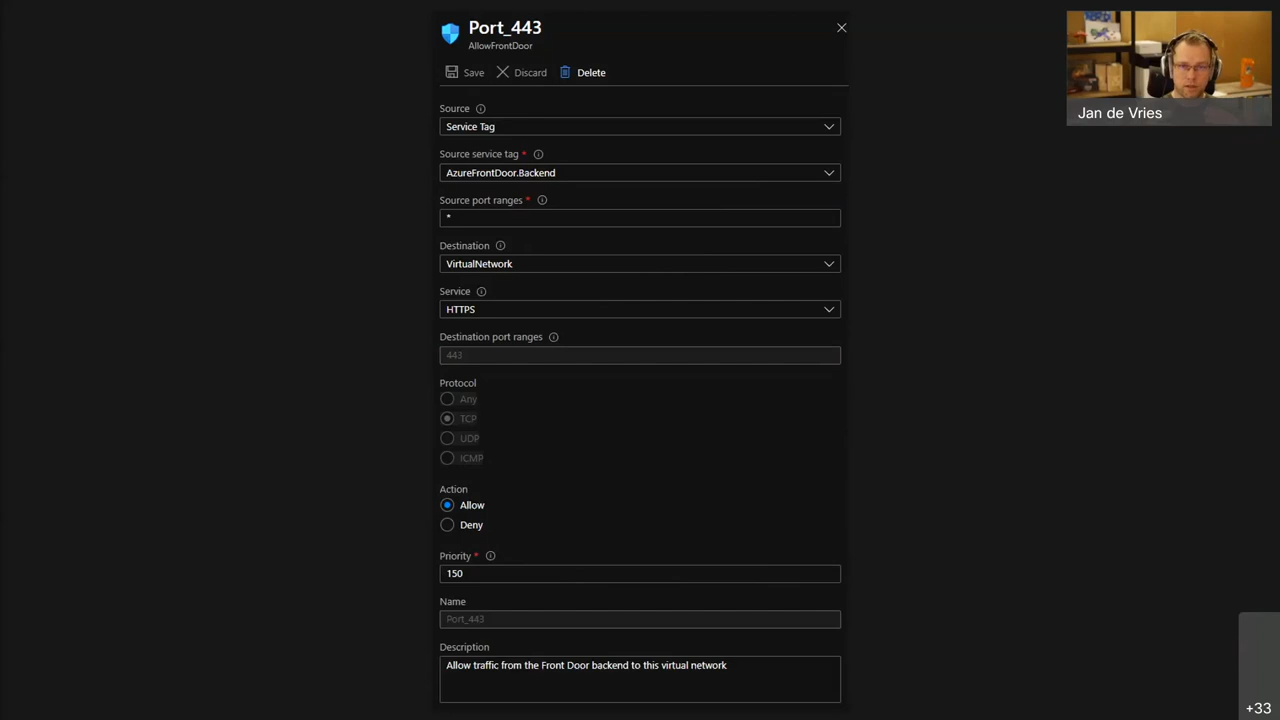 Port_443
AllowFrontDoor
Save Discard Delete
Source
Service Tag
Source service tag *
AzureFrontDoor.Backend
Source port ranges *
*
Destination
VirtualNetwork
Service
HTTPS
Destination port ranges
443
Protocol
Any
TCP
UDP
ICMP
Action
Allow
Deny
Priority *
150
Name
Port_443
Description
Allow traffic from the Front Door backend to this virtual network
Jan de Vries
+33